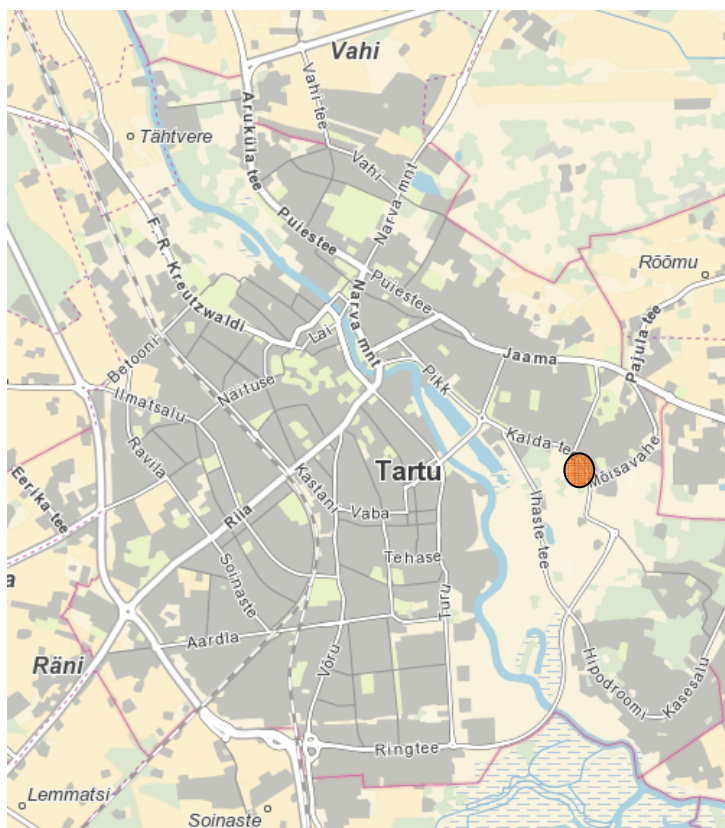 Vahi
Vahi tee
Aruküla tee
Tähtvere
Vahi
Narva mnt
Puiestee
F. R. Kreutzwaldi
Puiestee
Rõõmu
Narva mnt
Lai
Pajula tee
Jaama
Betooni
Näituse
Pikk
Ilmatsalu
Kalda tee
Ravila
Tartu
Mõisavahe
Eerika tee
Kastani
Riia
Vaba
Ihaste tee
Soinaste
Tehase
a
Turu
Aardla
Räni
Võru
Hipodroomi
Kasesalu
Ringtee
Lemmatsi
Soinaste